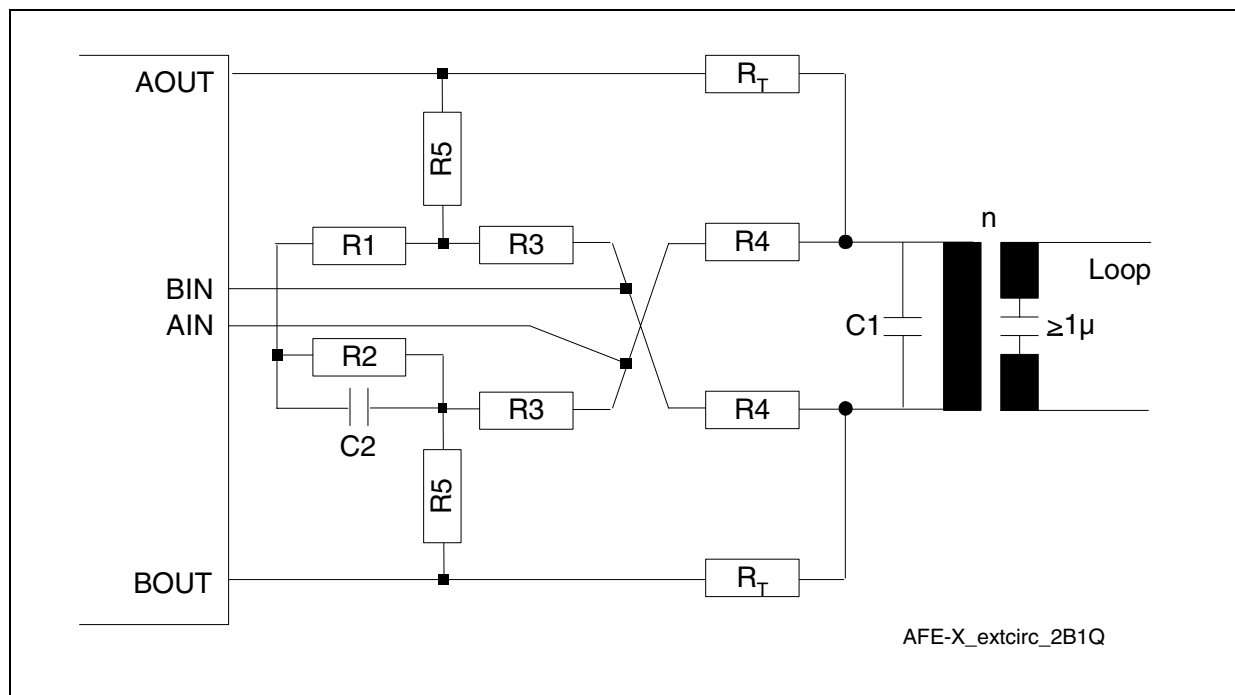 AOUT
R_T
R5
n
R1
R3
R4
BIN
Loop
AIN
C1
≥1µ
R2
R3
R4
C2
R5
BOUT
R_T
AFE-X_extcirc_2B1Q